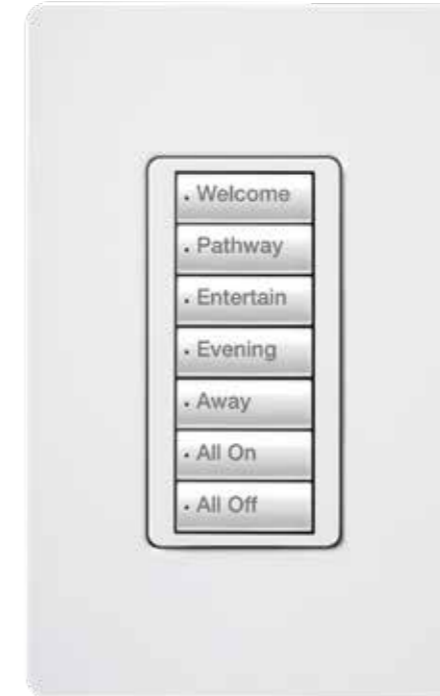 Welcome
Pathway
Entertain
Evening
Away
All On
All Off